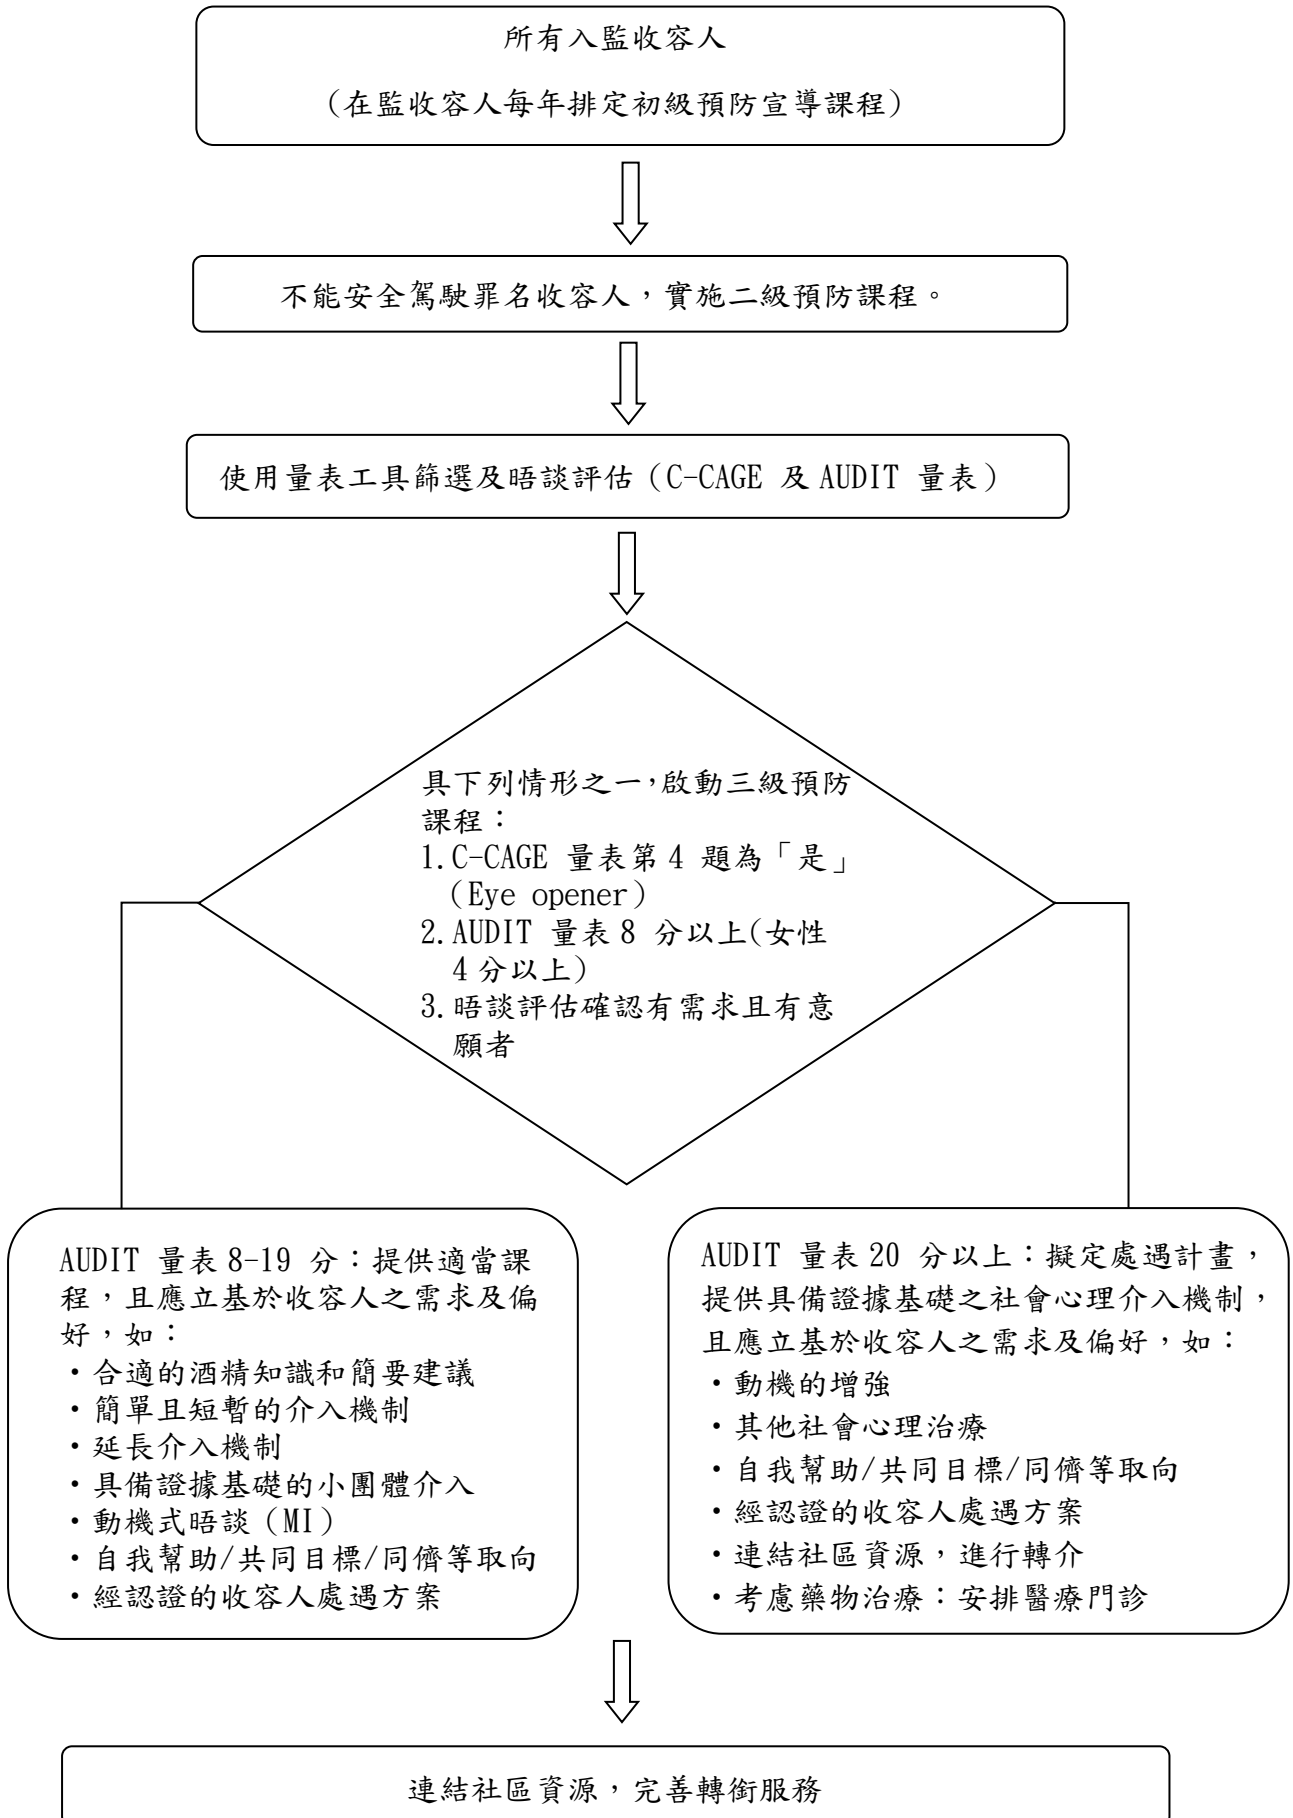 所有入監收容人
(在監收容人每年排定初級預防宣導課程)
不能安全駕駛罪名收容人，實施二級預防課程。
使用量表工具篩選及晤談評估（C-CAGE 及 AUDIT 量表）
具下列情形之一，啟動三級預防
課程：
1.C-CAGE 量表第 4 題為「是」
（Eye opener）
2.AUDIT 量表 8 分以上(女性
4 分以上)
3.晤談評估確認有需求且有意
願者
AUDIT 量表 8-19 分：提供適當課
程，且應立基於收容人之需求及偏
好，如：
・合適的酒精知識和簡要建議
・簡單且短暫的介入機制
・延長介入機制
・具備證據基礎的小團體介入
・動機式晤談（MI）
・自我幫助/共同目標/同儕等取向
・經認證的收容人處遇方案
AUDIT 量表 20 分以上：擬定處遇計畫，
提供具備證據基礎之社會心理介入機制，
且應立基於收容人之需求及偏好，如：
・動機的增強
・其他社會心理治療
・自我幫助/共同目標/同儕等取向
・經認證的收容人處遇方案
・連結社區資源，進行轉介
・考慮藥物治療：安排醫療門診
連結社區資源，完善轉銜服務